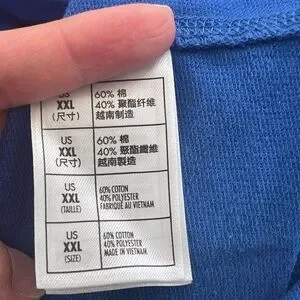 US
XXL
(尺寸)
60% 棉
40% 聚酯纤维
越南制造
US
XXL
(尺寸)
60% 棉
40% 聚酯纖維
越南製造
US
XXL
(TAILLE)
60% COTON
40% POLYESTER
FABRIQUÉ AU VIETNAM
US
XXL
(SIZE)
60% COTTON
40% POLYESTER
MADE IN VIETNAM